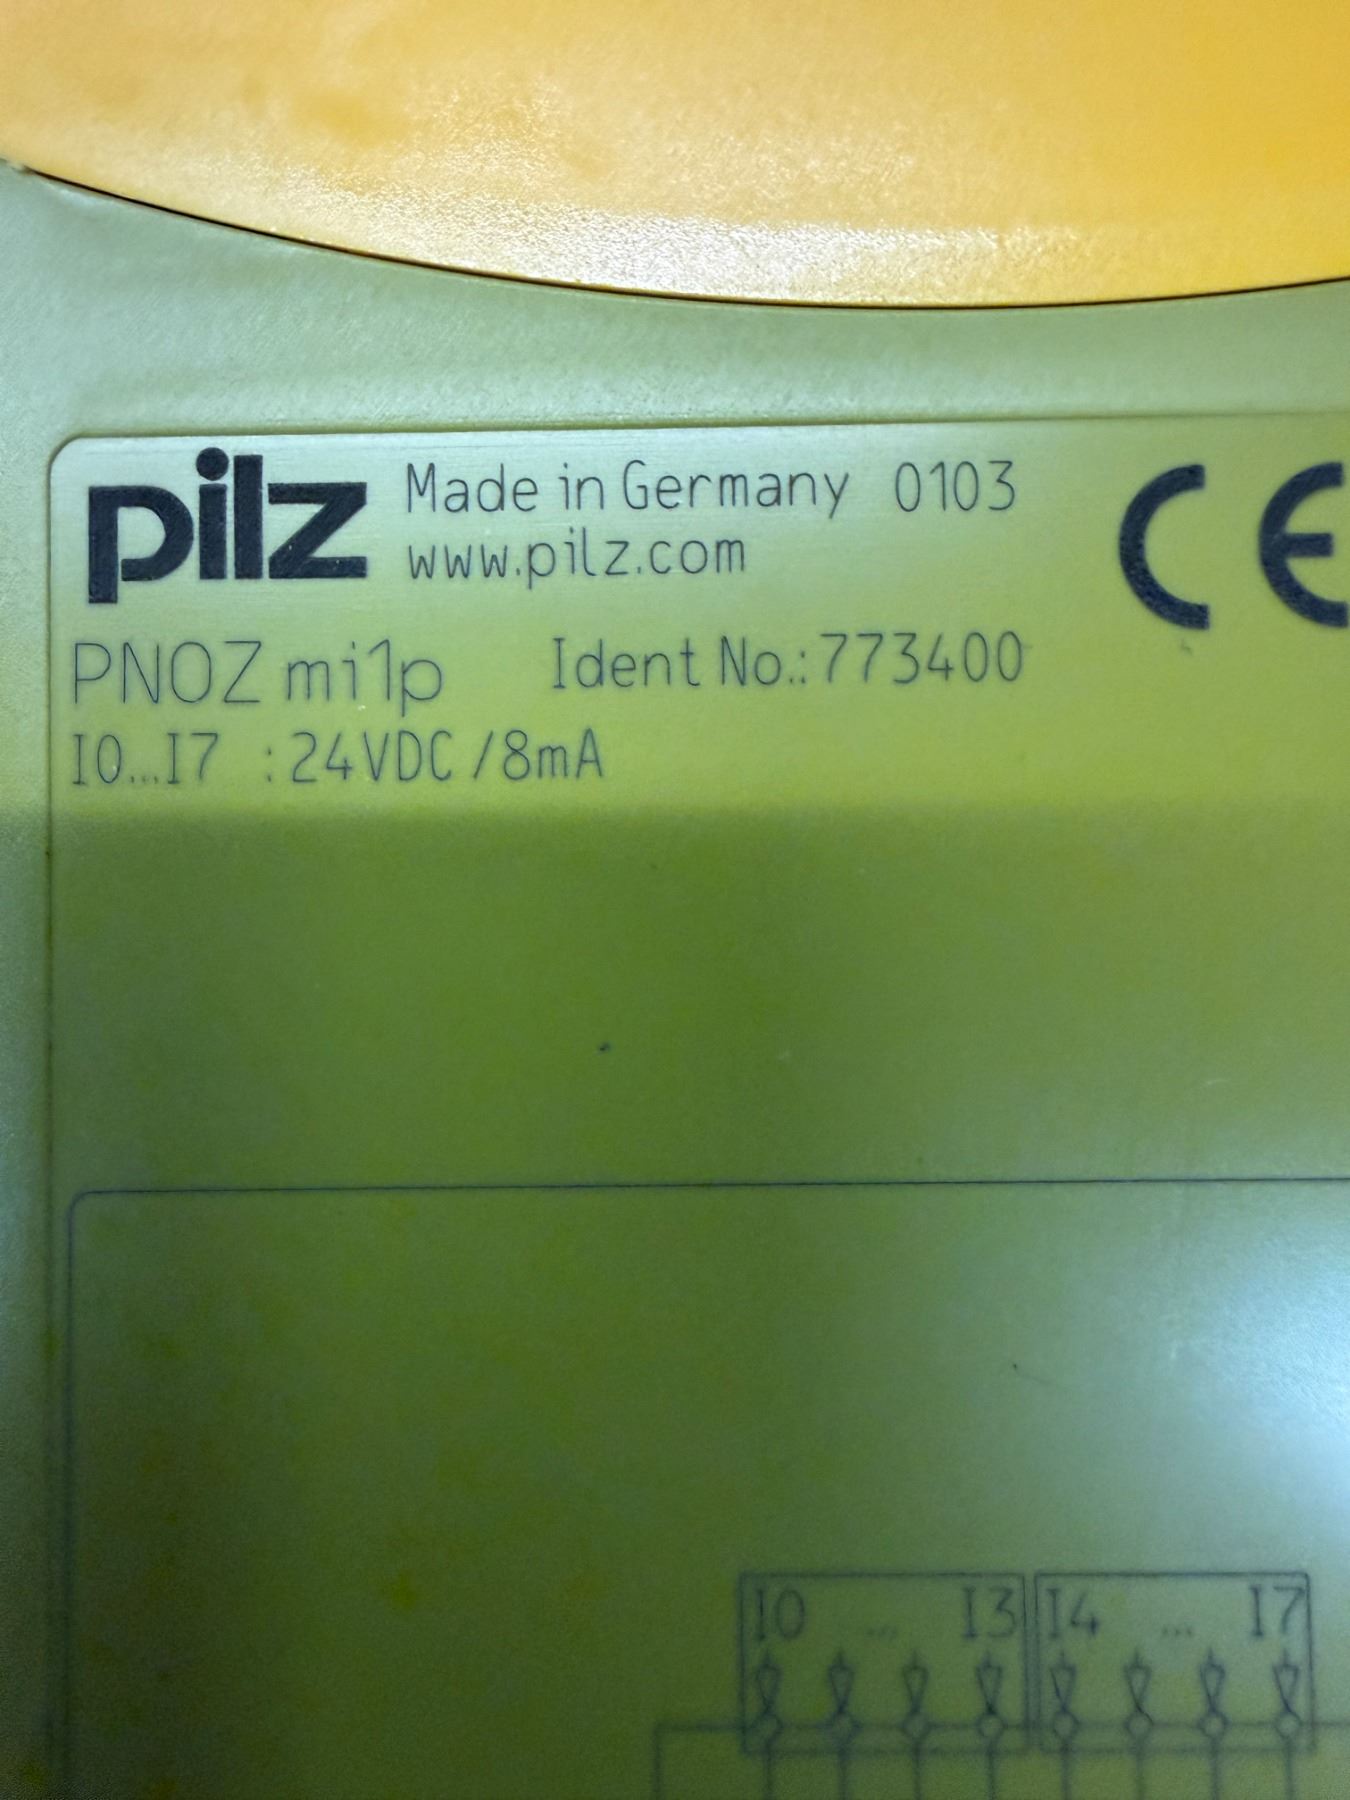 pilz Made in Germany 0103 CE
www.pilz.com
PNOZ mi1p Ident No.:773400
I0...I7 :24VDC/8mA
I0 ... I3 I4 ... I7